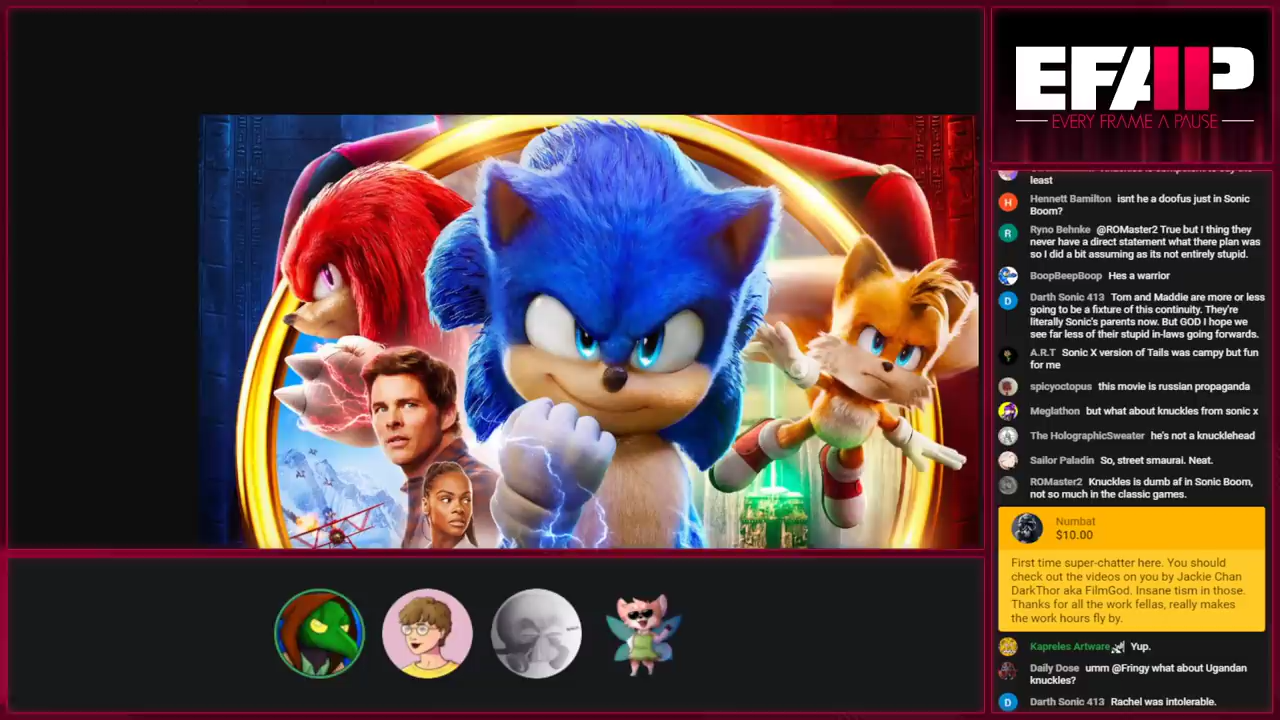 EFAP
EVERY FRAME A PAUSE
least
Hennett Bamilton isnt he a doofus just in Sonic
Boom?
Ryno Behnke @ROMaster2 True but I thing they
never have a direct statement what there plan was
so I did a bit assuming as its not entirely stupid.
BoopBeepBoop Hes a warrior
Darth Sonic 413 Tom and Maddie are more or less
going to be a fixture of this continuity. They're
literally Sonic's parents now. But GOD I hope we
see far less of their stupid in-laws going forwards.
A.R.T Sonic X version of Tails was campy but fun
for me
spicyoctopus this movie is russian propaganda
Meglathon but what about knuckles from sonic x
The HolographicSweater he's not a knucklehead
Sailor Paladin So, street smaurai. Neat.
ROMaster2 Knuckles is dumb af in Sonic Boom,
not so much in the classic games.
Numbat
$10.00
First time super-chatter here. You should
check out the videos on you by Jackie Chan
DarkThor aka FilmGod. Insane tism in those.
Thanks for all the work fellas, really makes
the work hours fly by.
Kapreles Artware Yup.
Daily Dose umm @Fringy what about Ugandan
knuckles?
Darth Sonic 413 Rachel was intolerable.